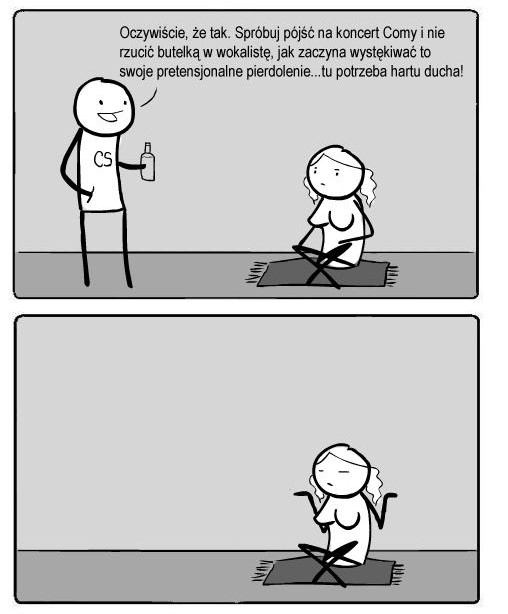 Oczywiście, że tak. Spróbuj pójść na koncert Comy i nie
rzucić butelką w wokalistę, jak zaczyna wystękiwać to
swoje pretensjonalne pierdolenie...tu potrzeba hartu ducha!
CS